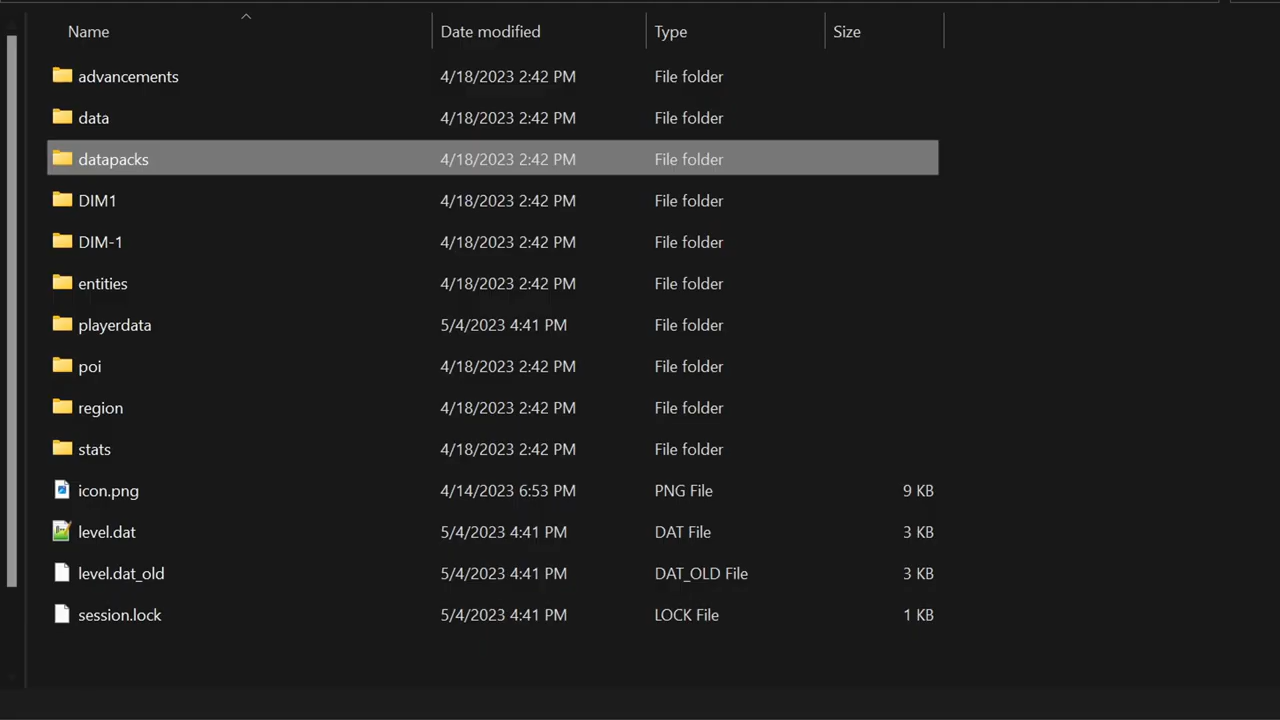 Name Date modified Type Size
advancements 4/18/2023 2:42 PM File folder
data 4/18/2023 2:42 PM File folder
datapacks 4/18/2023 2:42 PM File folder
DIM1 4/18/2023 2:42 PM File folder
DIM-1 4/18/2023 2:42 PM File folder
entities 4/18/2023 2:42 PM File folder
playerdata 5/4/2023 4:41 PM File folder
poi 4/18/2023 2:42 PM File folder
region 4/18/2023 2:42 PM File folder
stats 4/18/2023 2:42 PM File folder
icon.png 4/14/2023 6:53 PM PNG File 9 KB
level.dat 5/4/2023 4:41 PM DAT File 3 KB
level.dat_old 5/4/2023 4:41 PM DAT_OLD File 3 KB
session.lock 5/4/2023 4:41 PM LOCK File 1 KB